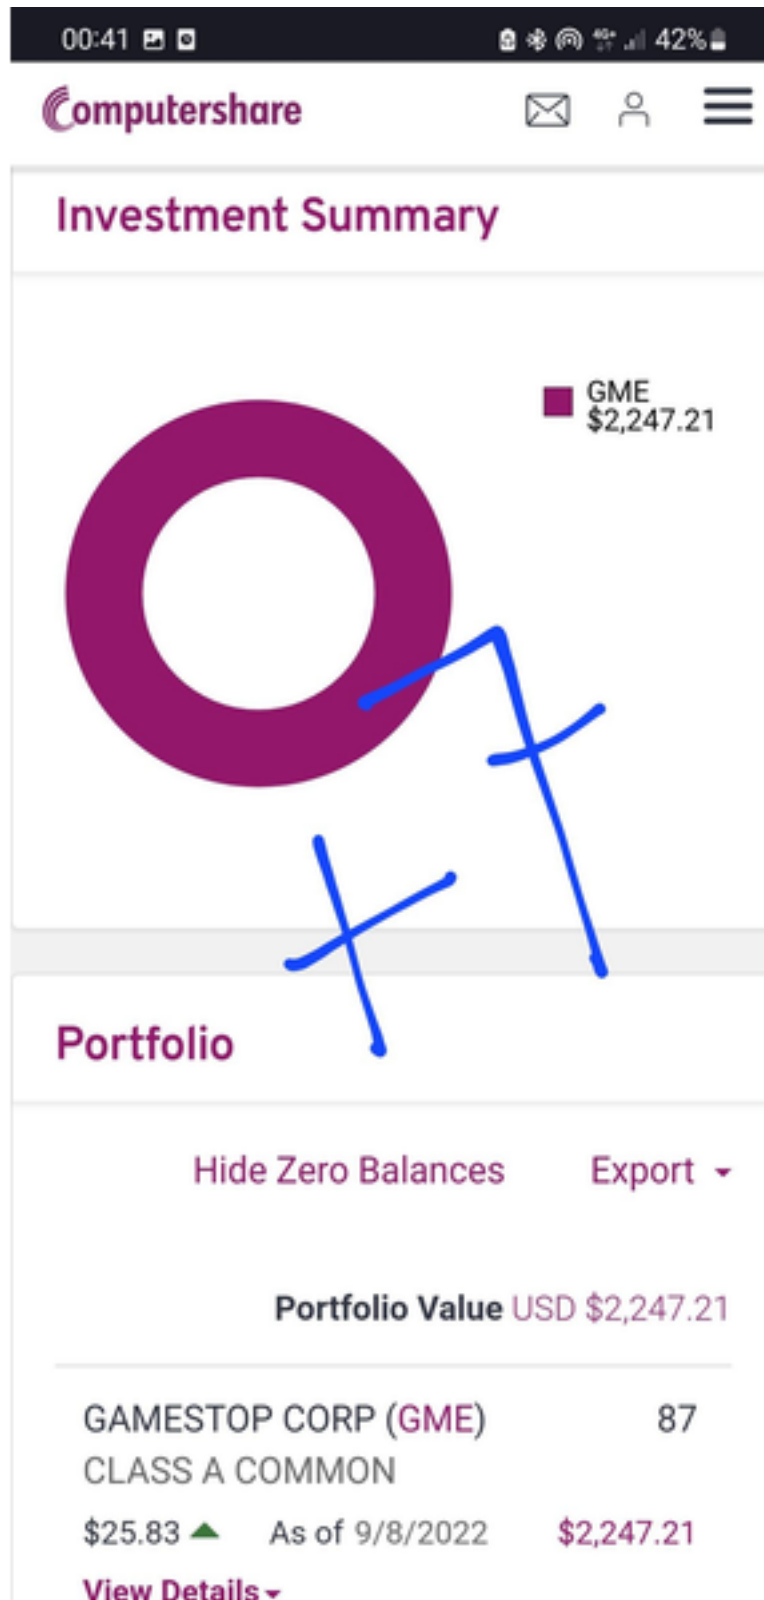 00:41 42%
Computershare
Investment Summary
GME
$2,247.21
+7
Portfolio
Hide Zero Balances Export
Portfolio Value USD $2,247.21
GAMESTOP CORP (GME) 87
CLASS A COMMON
$25.83 As of 9/8/2022 $2,247.21
View Details